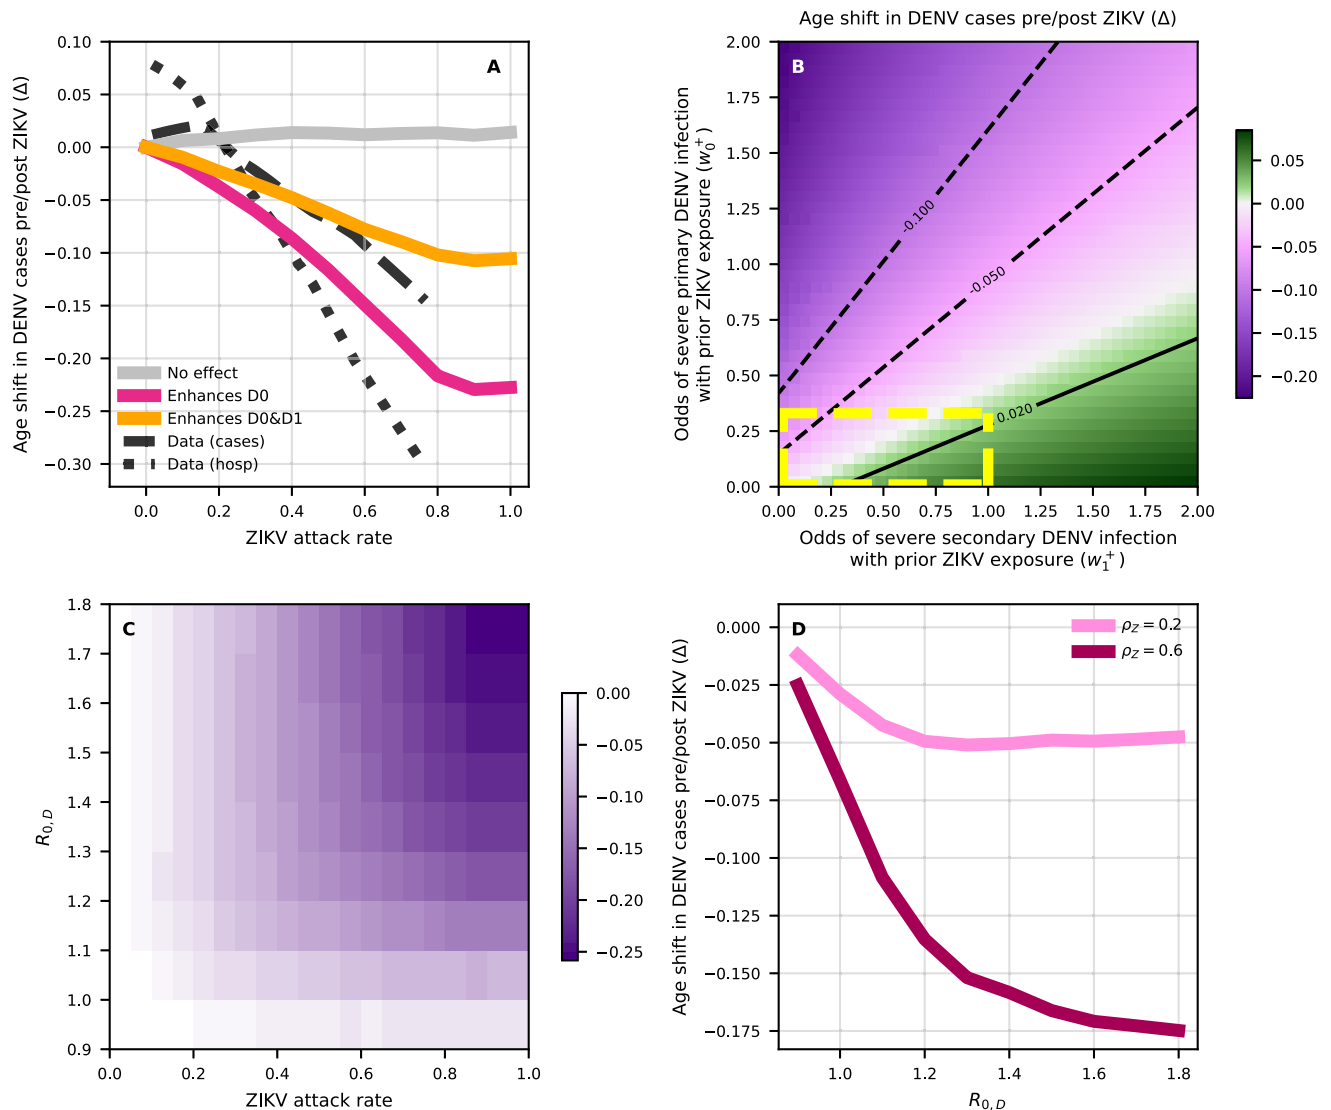 A
Age shift in DENV cases pre/post ZIKV (Δ)
0.10
0.05
0.00
−0.05
−0.10
−0.15
−0.20
−0.25
−0.30
No effect
Enhances D0
Enhances D0&D1
Data (cases)
Data (hosp)
0.0 0.2 0.4 0.6 0.8 1.0
ZIKV attack rate
Age shift in DENV cases pre/post ZIKV (Δ)
B
Odds of severe primary DENV infection
with prior ZIKV exposure (w₀⁺)
2.00
1.75
1.50
1.25
1.00
0.75
0.50
0.25
0.00
-0.100
-0.050
0.020
0.00 0.25 0.50 0.75 1.00 1.25 1.50 1.75 2.00
Odds of severe secondary DENV infection
with prior ZIKV exposure (w₁⁺)
0.05
0.00
−0.05
−0.10
−0.15
−0.20
C
R₀,D
1.8
1.7
1.6
1.5
1.4
1.3
1.2
1.1
1.0
0.9
0.0 0.2 0.4 0.6 0.8 1.0
ZIKV attack rate
0.00
−0.05
−0.10
−0.15
−0.20
−0.25
D
Age shift in DENV cases pre/post ZIKV (Δ)
0.000
−0.025
−0.050
−0.075
−0.100
−0.125
−0.150
−0.175
ρZ = 0.2
ρZ = 0.6
1.0 1.2 1.4 1.6 1.8
R₀,D